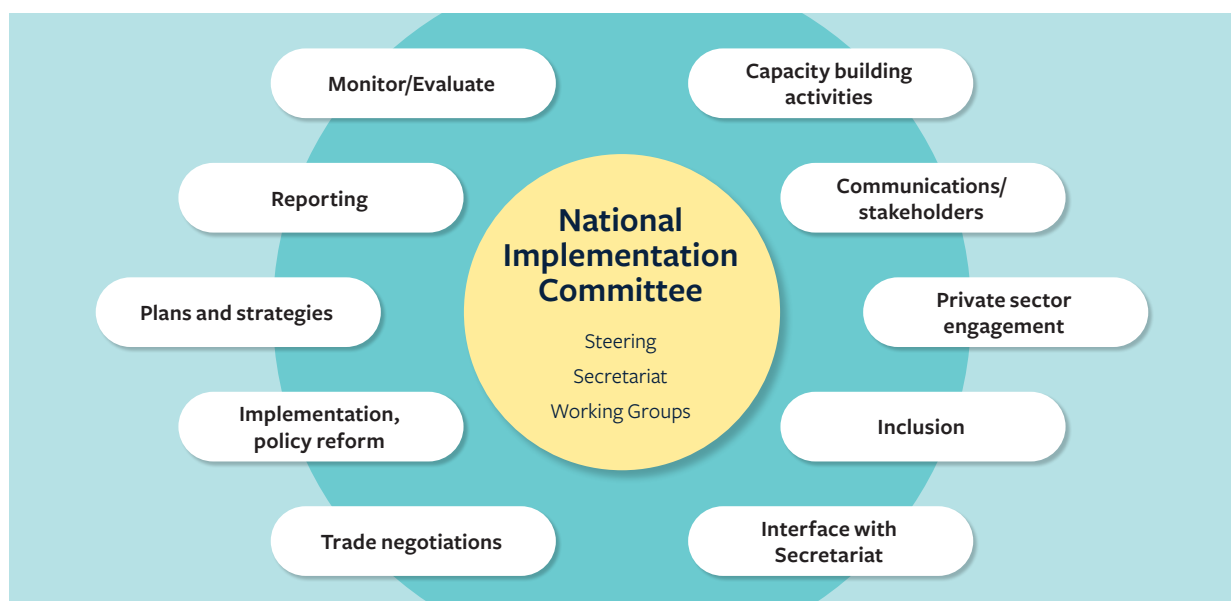 Monitor/Evaluate
Capacity building
activities
Reporting
Communications/
stakeholders
National
Implementation
Committee
Steering
Secretariat
Working Groups
Plans and strategies
Private sector
engagement
Implementation,
policy reform
Inclusion
Trade negotiations
Interface with
Secretariat